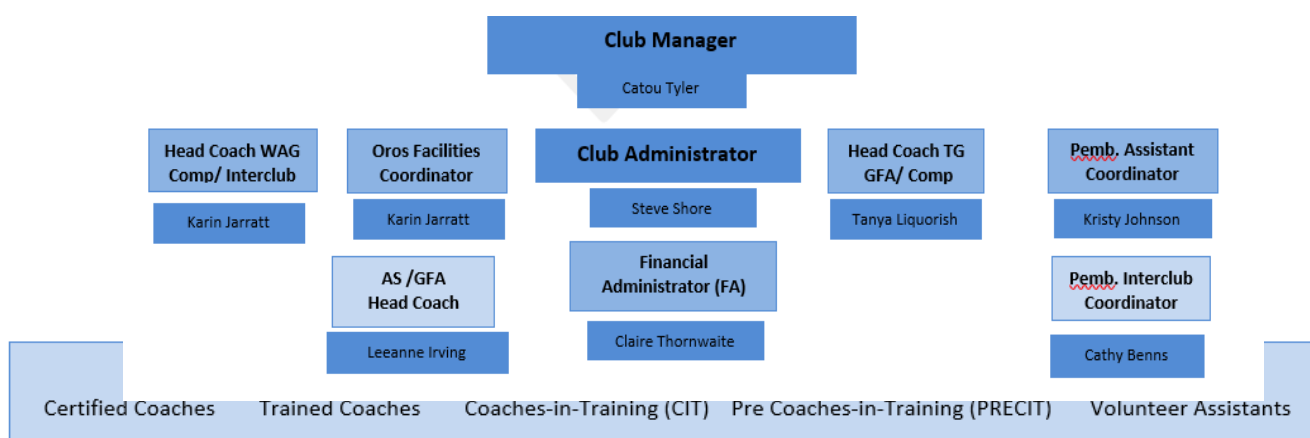 Club Manager
Catou Tyler
Head Coach WAG
Comp/ Interclub
Karin Jarratt
Oros Facilities
Coordinator
Karin Jarratt
Club Administrator
Steve Shore
Head Coach TG
GFA/ Comp
Tanya Liquorish
Pemb. Assistant
Coordinator
Kristy Johnson
AS /GFA
Head Coach
Leeanne Irving
Financial
Administrator (FA)
Claire Thornwaite
Pemb. Interclub
Coordinator
Cathy Benns
Certified Coaches Trained Coaches Coaches-in-Training (CIT) Pre Coaches-in-Training (PRECIT) Volunteer Assistants